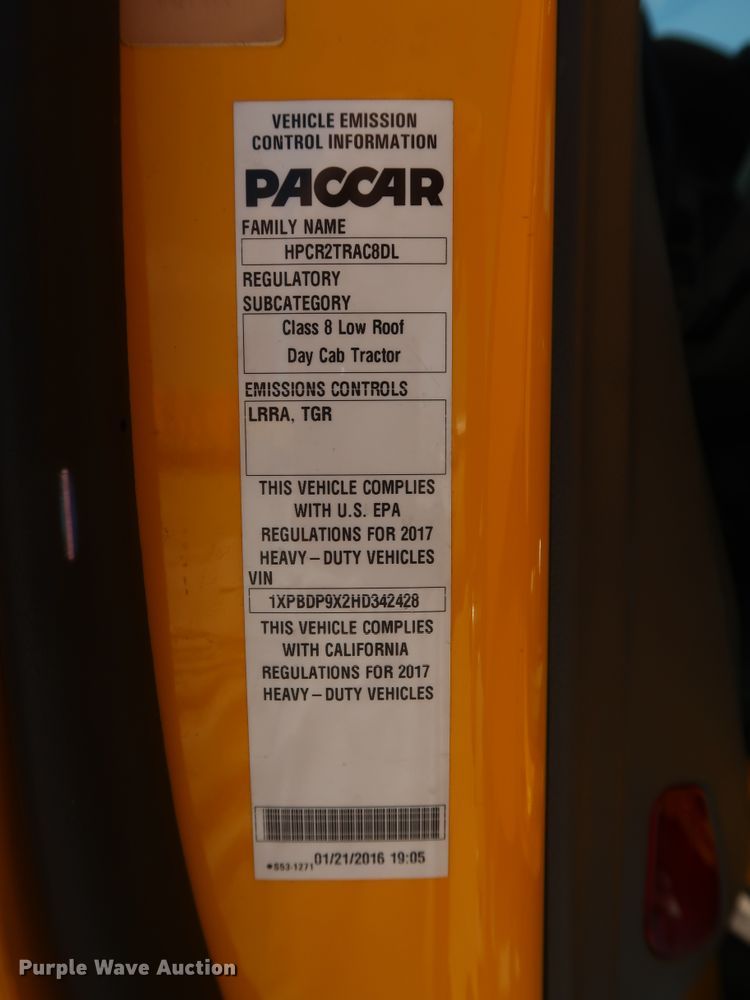 VEHICLE EMISSION
CONTROL INFORMATION
PACCAR
FAMILY NAME
HPCR2TRAC8DL
REGULATORY
SUBCATEGORY
Class 8 Low Roof
Day Cab Tractor
EMISSIONS CONTROLS
LRRA, TGR
THIS VEHICLE COMPLIES
WITH U.S. EPA
REGULATIONS FOR 2017
HEAVY-DUTY VEHICLES
VIN
1XPBDP9X2HD342428
THIS VEHICLE COMPLIES
WITH CALIFORNIA
REGULATIONS FOR 2017
HEAVY-DUTY VEHICLES
*S53-1271 01/21/2016 19:05
Purple Wave Auction